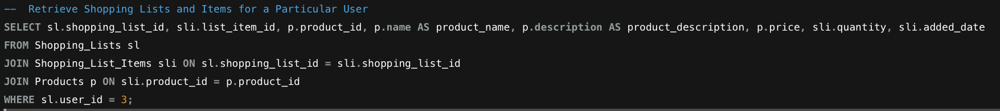 --  Retrieve Shopping Lists and Items for a Particular User
SELECT sl.shopping_list_id, sli.list_item_id, p.product_id, p.name AS product_name, p.description AS product_description, p.price, sli.quantity, sli.added_date
FROM Shopping_Lists sl
JOIN Shopping_List_Items sli ON sl.shopping_list_id = sli.shopping_list_id
JOIN Products p ON sli.product_id = p.product_id
WHERE sl.user_id = 3;